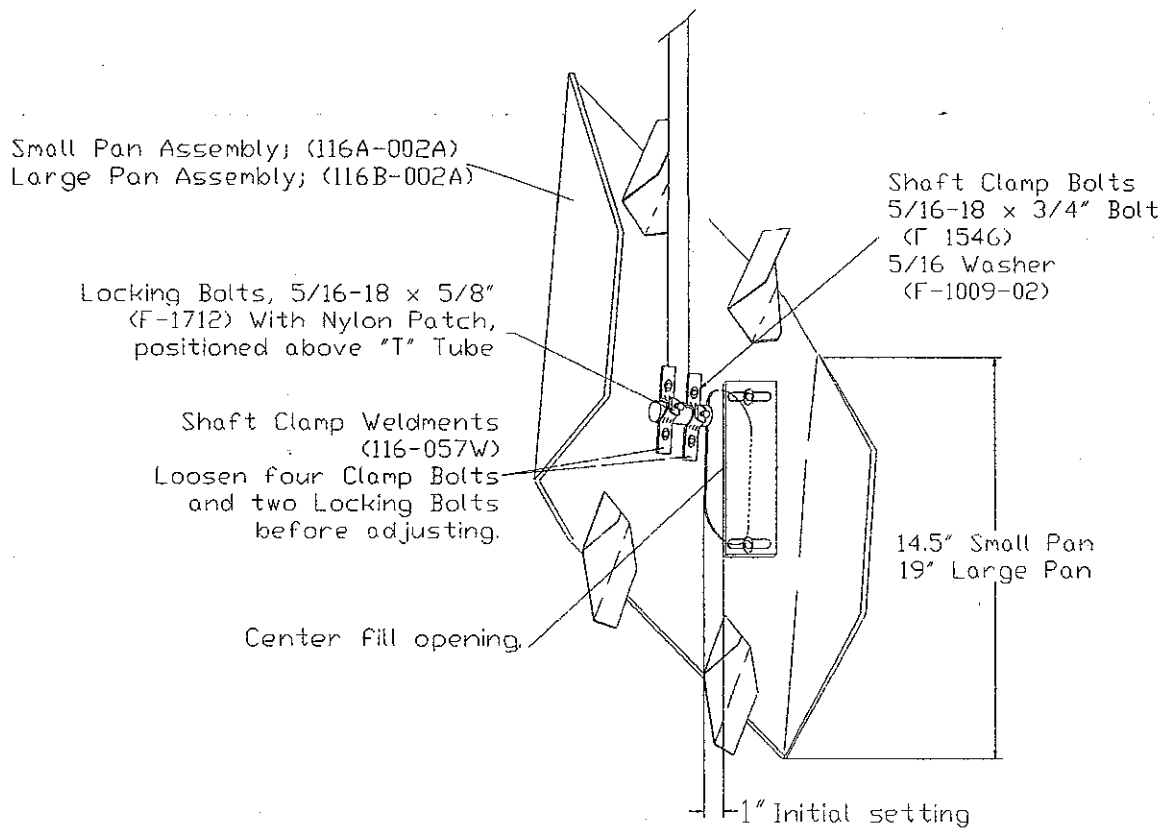 Small Pan Assembly; (116A-002A)
Large Pan Assembly; (116B-002A)
Shaft Clamp Bolts
5/16-18 x 3/4" Bolt
(F 1546)
5/16 Washer
(F-1009-02)
Locking Bolts, 5/16-18 x 5/8"
(F-1712) With Nylon Patch,
positioned above "T" Tube
Shaft Clamp Weldments
(116-057W)
Loosen four Clamp Bolts
and two Locking Bolts
before adjusting.
14.5" Small Pan
19" Large Pan
Center fill opening.
1" Initial setting